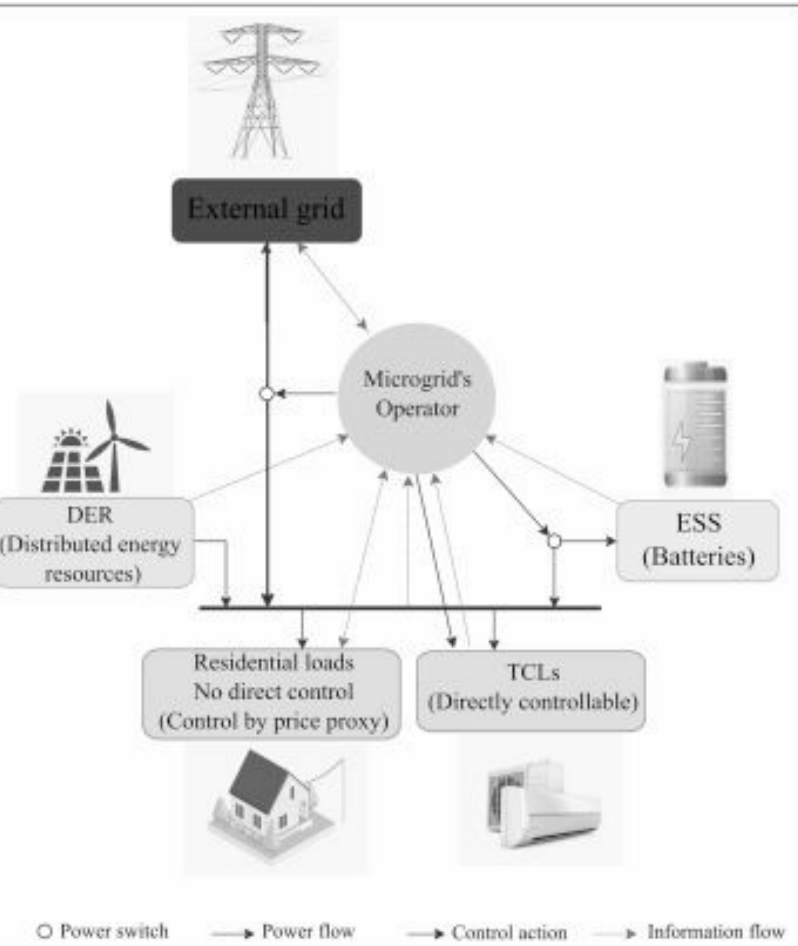 External grid
Microgrid's
Operator
DER
(Distributed energy
resources)
ESS
(Batteries)
Residential loads
No direct control
(Control by price proxy)
TCLs
(Directly controllable)
Power switch
Power flow
Control action
Information flow